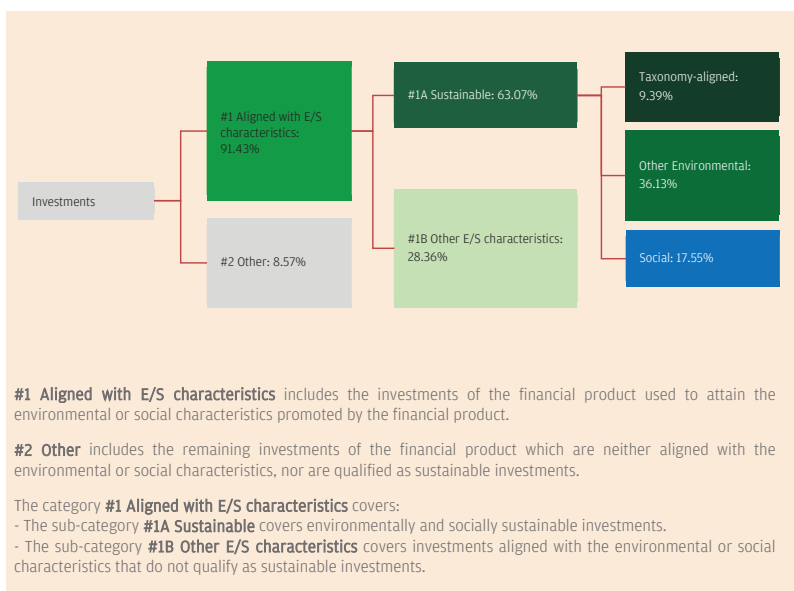 Investments
#1 Aligned with E/S
characteristics:
91.43%
#2 Other: 8.57%
#1A Sustainable: 63.07%
#1B Other E/S characteristics:
28.36%
Taxonomy-aligned:
9.39%
Other Environmental:
36.13%
Social: 17.55%
#1 Aligned with E/S characteristics includes the investments of the financial product used to attain the
environmental or social characteristics promoted by the financial product.
#2 Other includes the remaining investments of the financial product which are neither aligned with the
environmental or social characteristics, nor are qualified as sustainable investments.
The category #1 Aligned with E/S characteristics covers:
- The sub-category #1A Sustainable covers environmentally and socially sustainable investments.
- The sub-category #1B Other E/S characteristics covers investments aligned with the environmental or social
characteristics that do not qualify as sustainable investments.